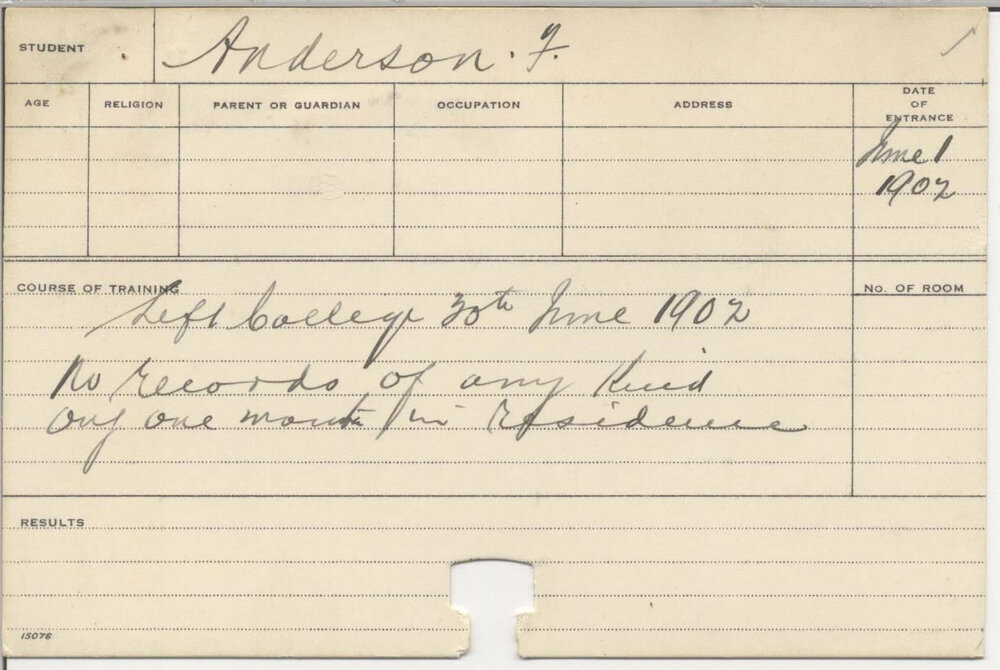 STUDENT Anderson. F.
AGE RELIGION PARENT OR GUARDIAN OCCUPATION ADDRESS DATE OF ENTRANCE
June 1
1902
COURSE OF TRAINING No. OF ROOM
Left College 30th June 1902
No records of any Kind
only one month in residence
RESULTS
15076